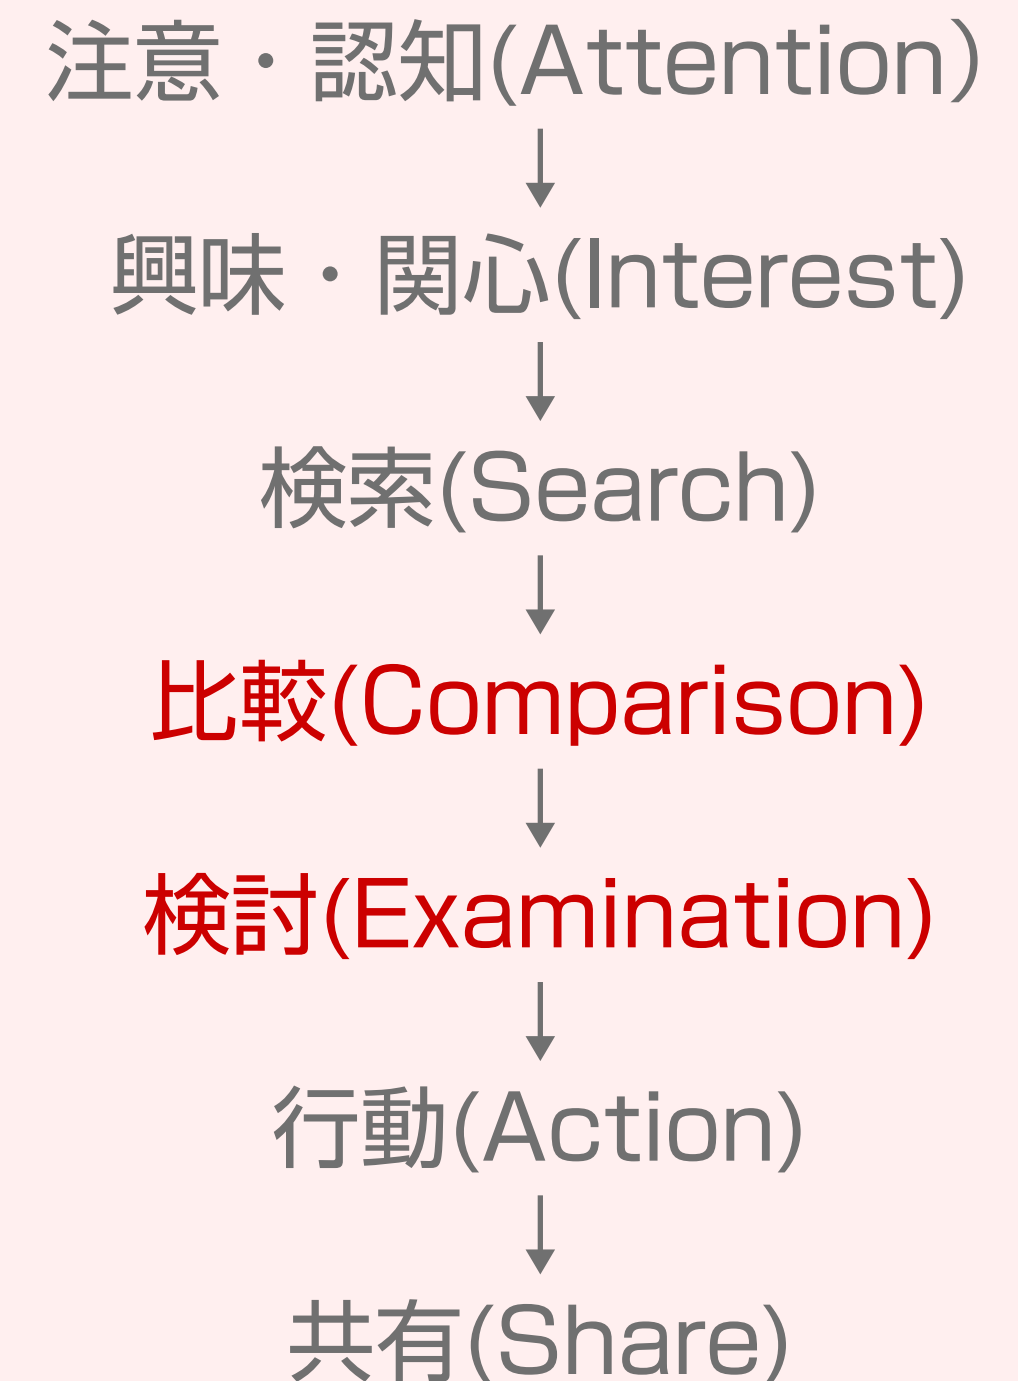 注意・認知(Attention)
興味・関心(Interest)
検索(Search)
比較(Comparison)
検討(Examination)
行動(Action)
共有(Share)